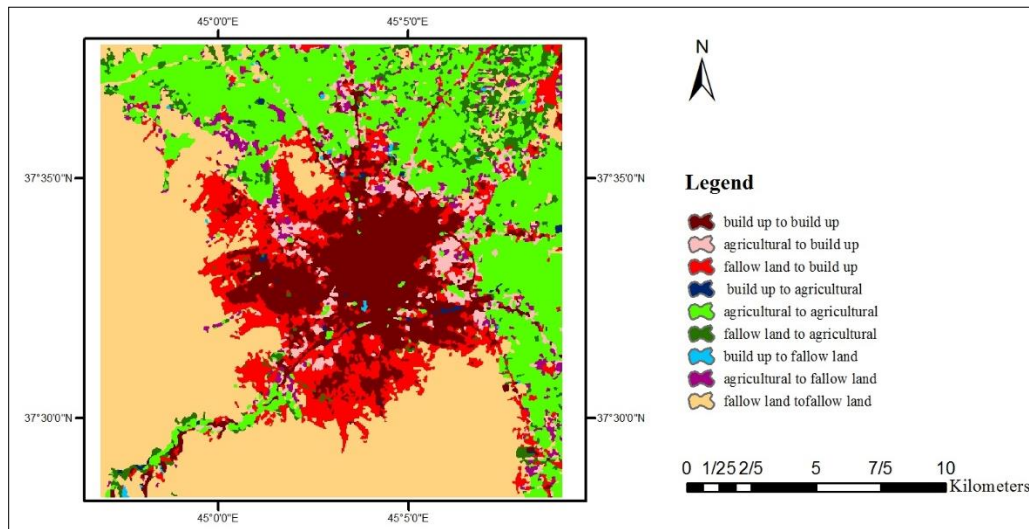 45°0'0"E 45°5'0"E
N
37°35'0"N 37°35'0"N
Legend
build up to build up
agricultural to build up
fallow land to build up
build up to agricultural
agricultural to agricultural
fallow land to agricultural
build up to fallow land
agricultural to fallow land
fallow land tofallow land
37°30'0"N 37°30'0"N
0 1/25 2/5 5 7/5 10
Kilometers
45°0'0"E 45°5'0"E